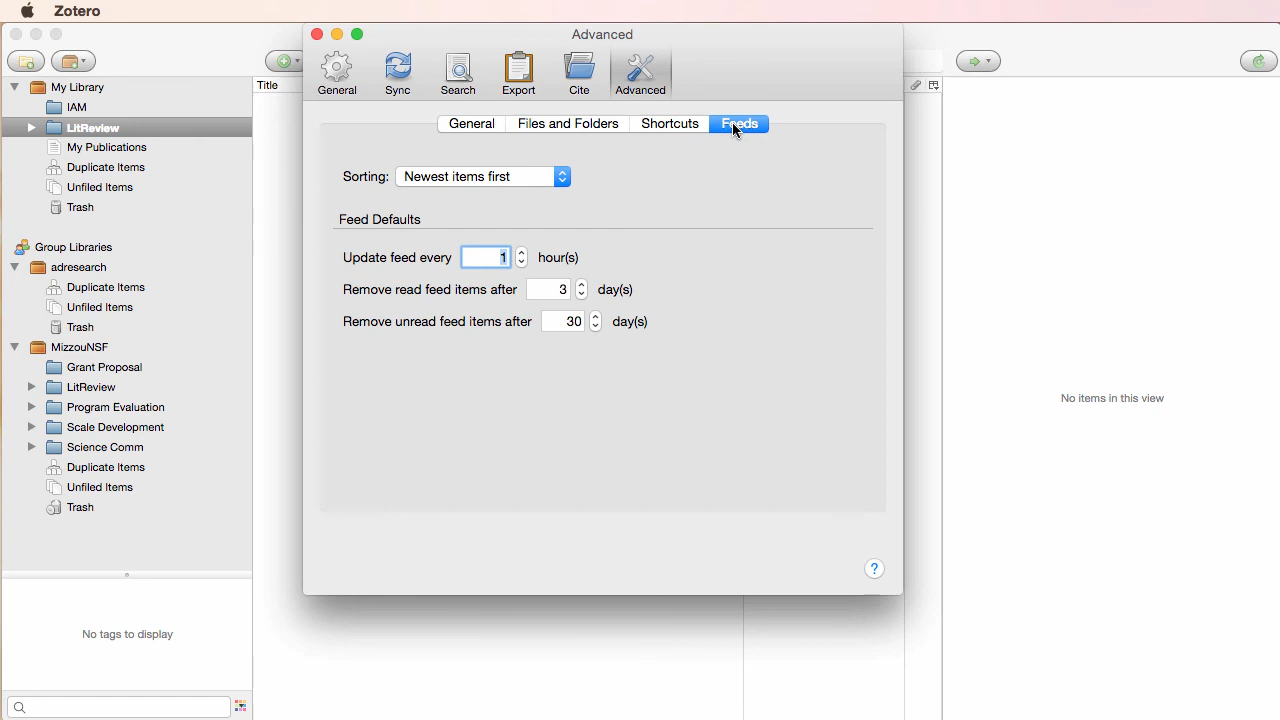 Zotero
Advanced
General
Sync
Search
Export
Cite
Advanced
General
Files and Folders
Shortcuts
Feeds
Sorting:
Newest items first
Feed Defaults
Update feed every 1 hour(s)
Remove read feed items after 3 day(s)
Remove unread feed items after 30 day(s)
?
My Library
IAM
LitReview
My Publications
Duplicate Items
Unfiled Items
Trash
Group Libraries
adresearch
Duplicate Items
Unfiled Items
Trash
MizzouNSF
Grant Proposal
LitReview
Program Evaluation
Scale Development
Science Comm
Duplicate Items
Unfiled Items
Trash
No tags to display
Title
No items in this view